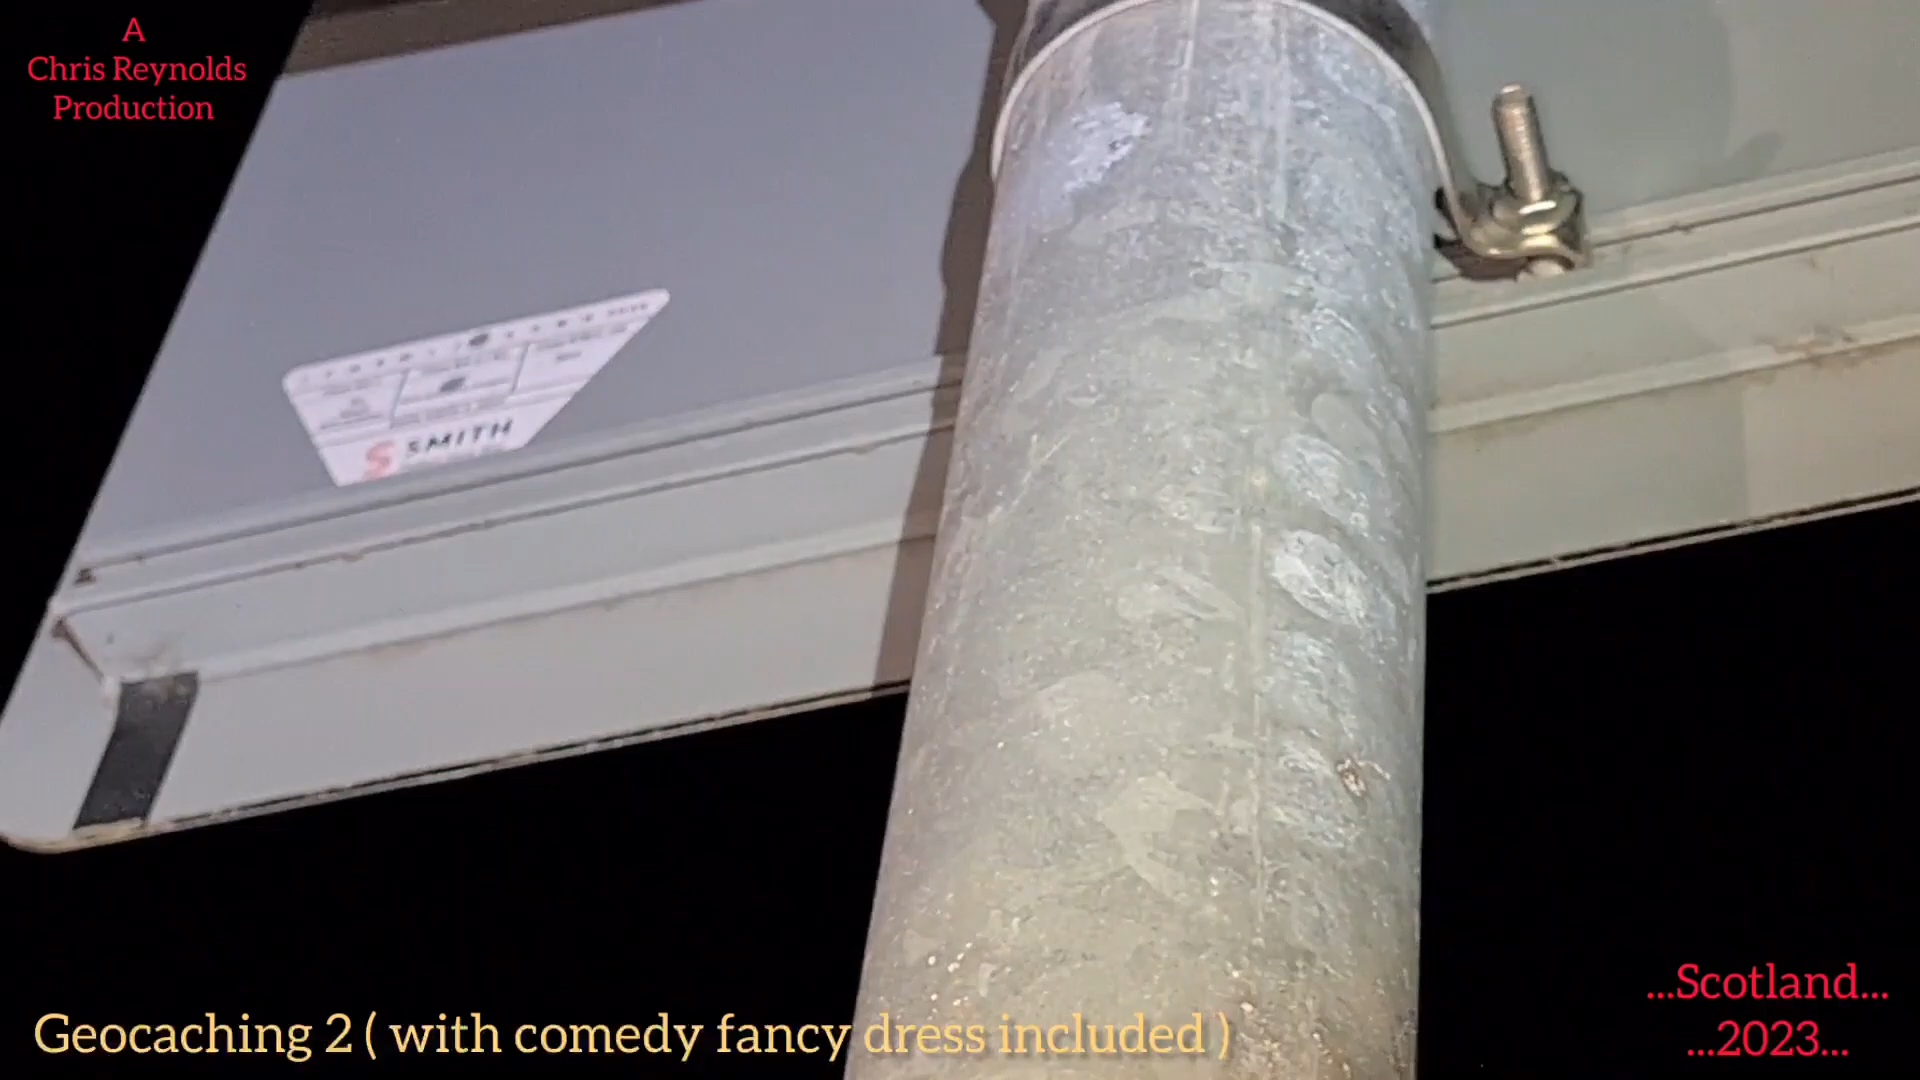 A
Chris Reynolds
Production
SMITH
Geocaching 2 ( with comedy fancy dress included )
...Scotland...
...2023...